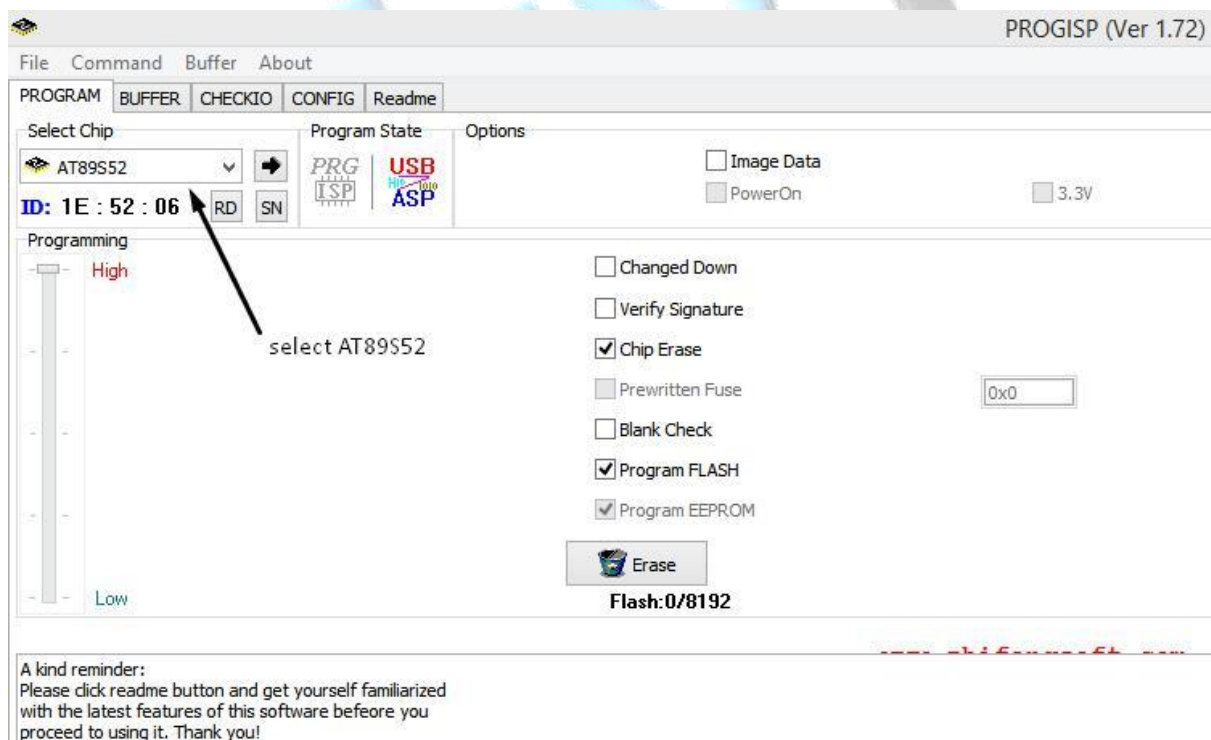 PROGISP (Ver 1.72)
File Command Buffer About
PROGRAM BUFFER CHECKIO CONFIG Readme
Select Chip Program State Options
AT89S52 PRG ISP USB ASP Image Data
ID: 1E : 52 : 06 RD SN PowerOn 3.3V
Programming
High Changed Down
Verify Signature
select AT89S52 Chip Erase
Prewritten Fuse 0x0
Blank Check
Program FLASH
Program EEPROM
Erase
Low Flash:0/8192
A kind reminder:
Please click readme button and get yourself familiarized
with the latest features of this software befeore you
proceed to using it. Thank you!